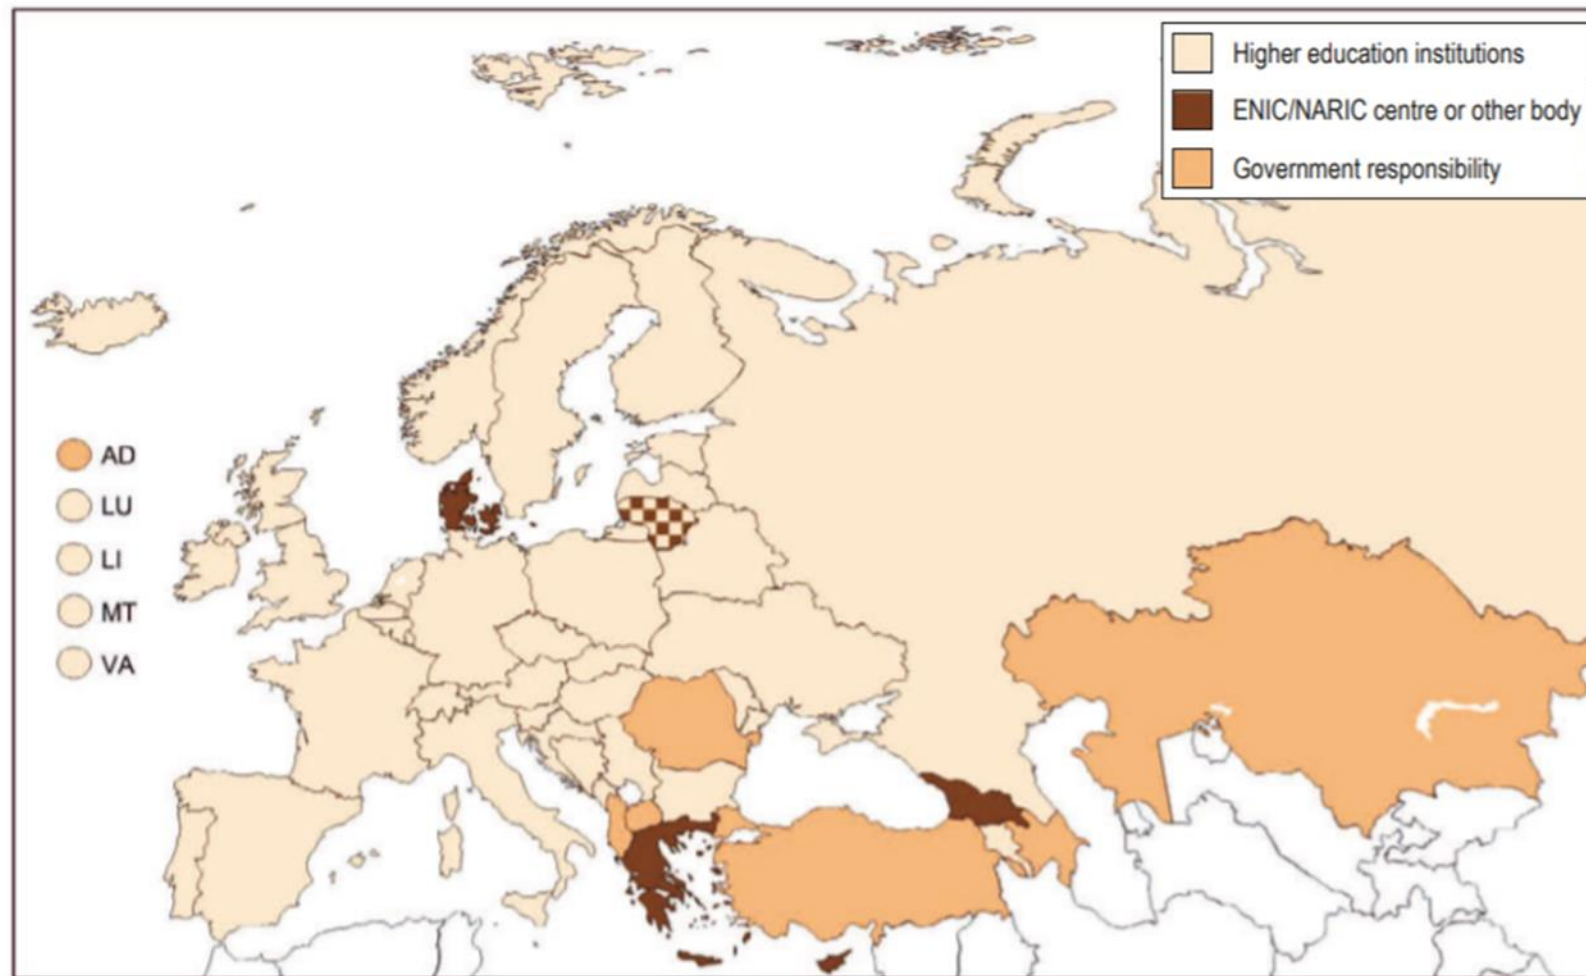 Higher education institutions
ENIC/NARIC centre or other body
Government responsibility
AD
LU
LI
MT
VA